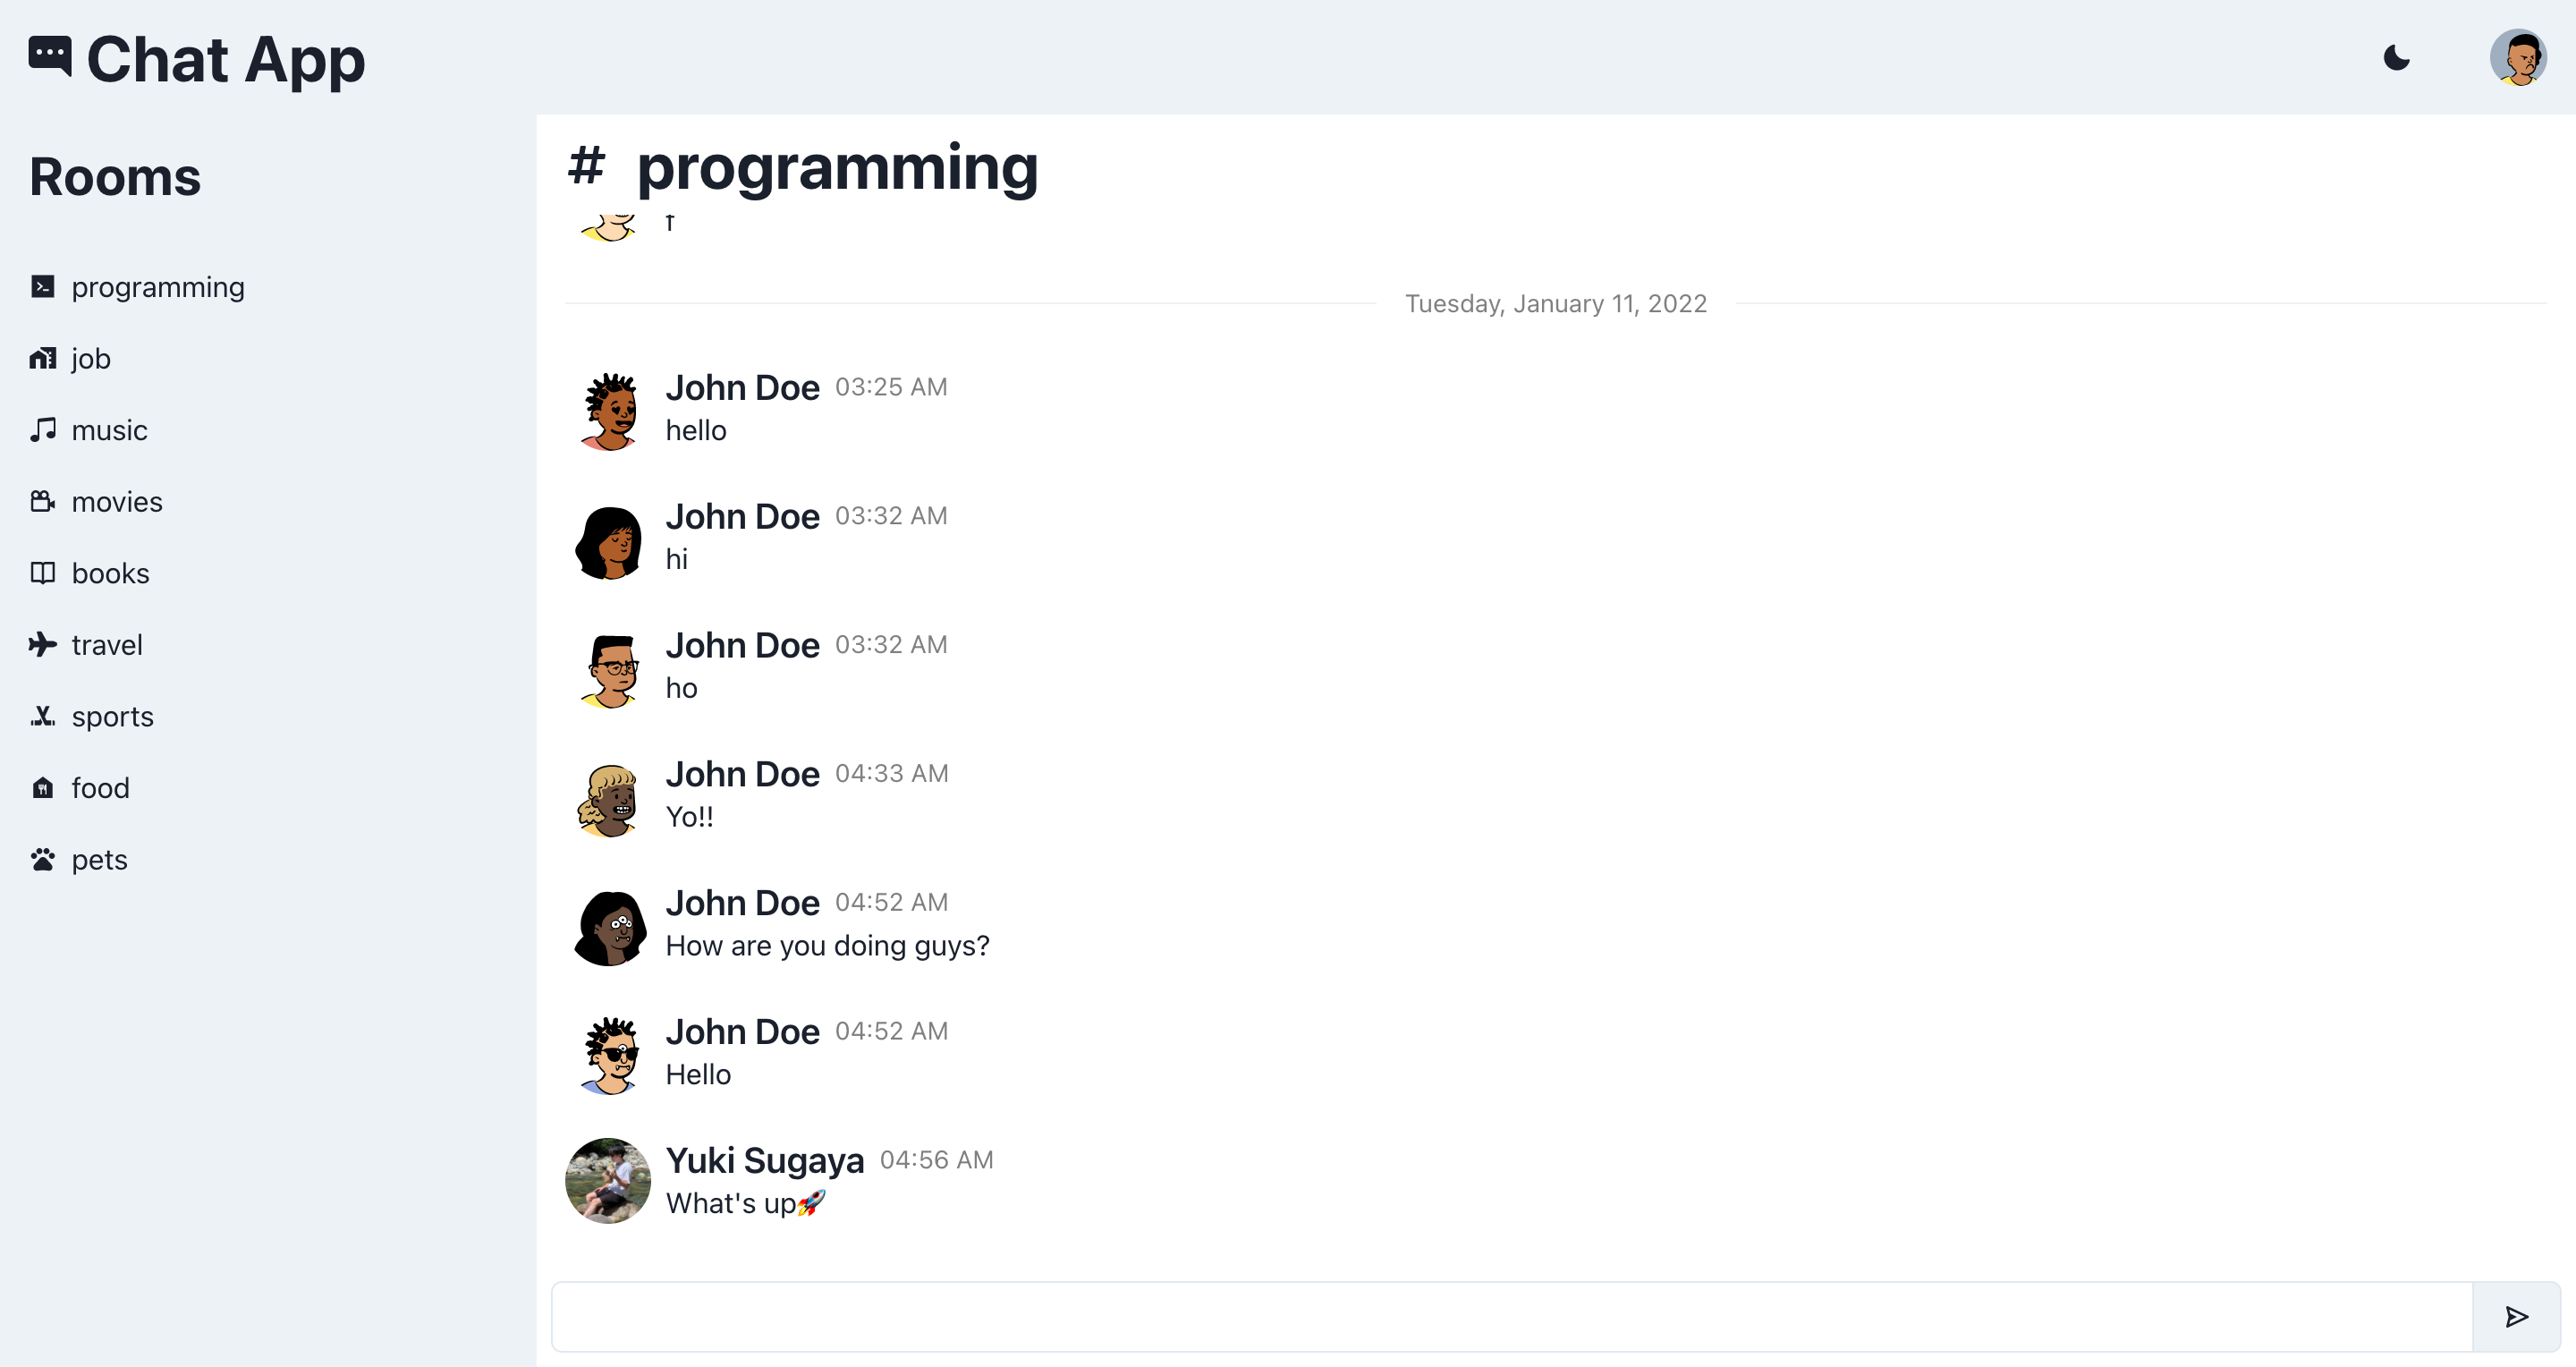 Chat App
Rooms
programming
job
music
movies
books
travel
sports
food
pets
# programming
Tuesday, January 11, 2022
John Doe 03:25 AM
hello
John Doe 03:32 AM
hi
John Doe 03:32 AM
ho
John Doe 04:33 AM
Yo!!
John Doe 04:52 AM
How are you doing guys?
John Doe 04:52 AM
Hello
Yuki Sugaya 04:56 AM
What's up🚀